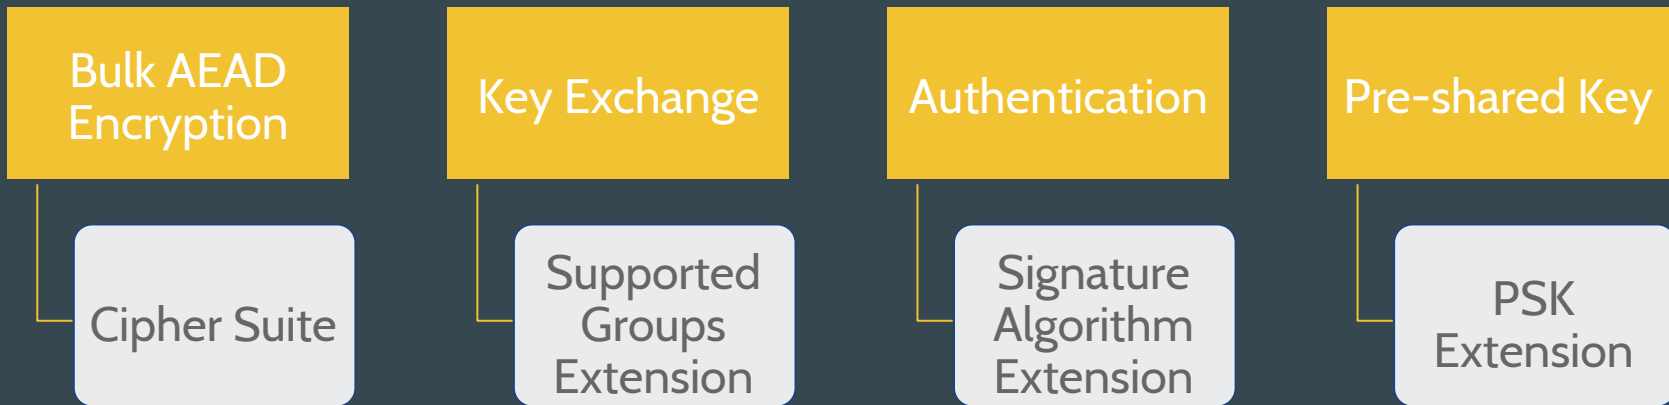 Bulk AEAD
Encryption
Key Exchange
Authentication
Pre-shared Key
Cipher Suite
Supported
Groups
Extension
Signature
Algorithm
Extension
PSK
Extension